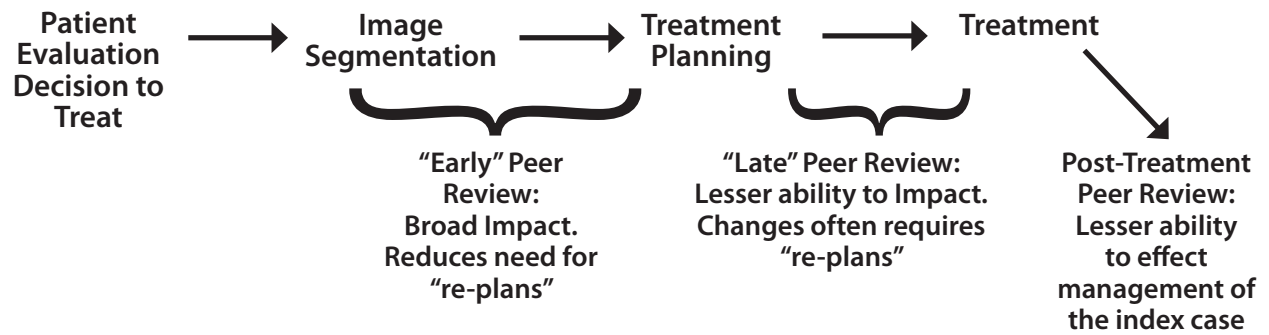 Patient
Evaluation
Decision to
Treat
Image
Segmentation
Treatment
Planning
Treatment
“Early” Peer
Review:
Broad Impact.
Reduces need for
“re-plans”
“Late” Peer Review:
Lesser ability to Impact.
Changes often requires
“re-plans”
Post-Treatment
Peer Review:
Lesser ability
to effect
management of
the index case